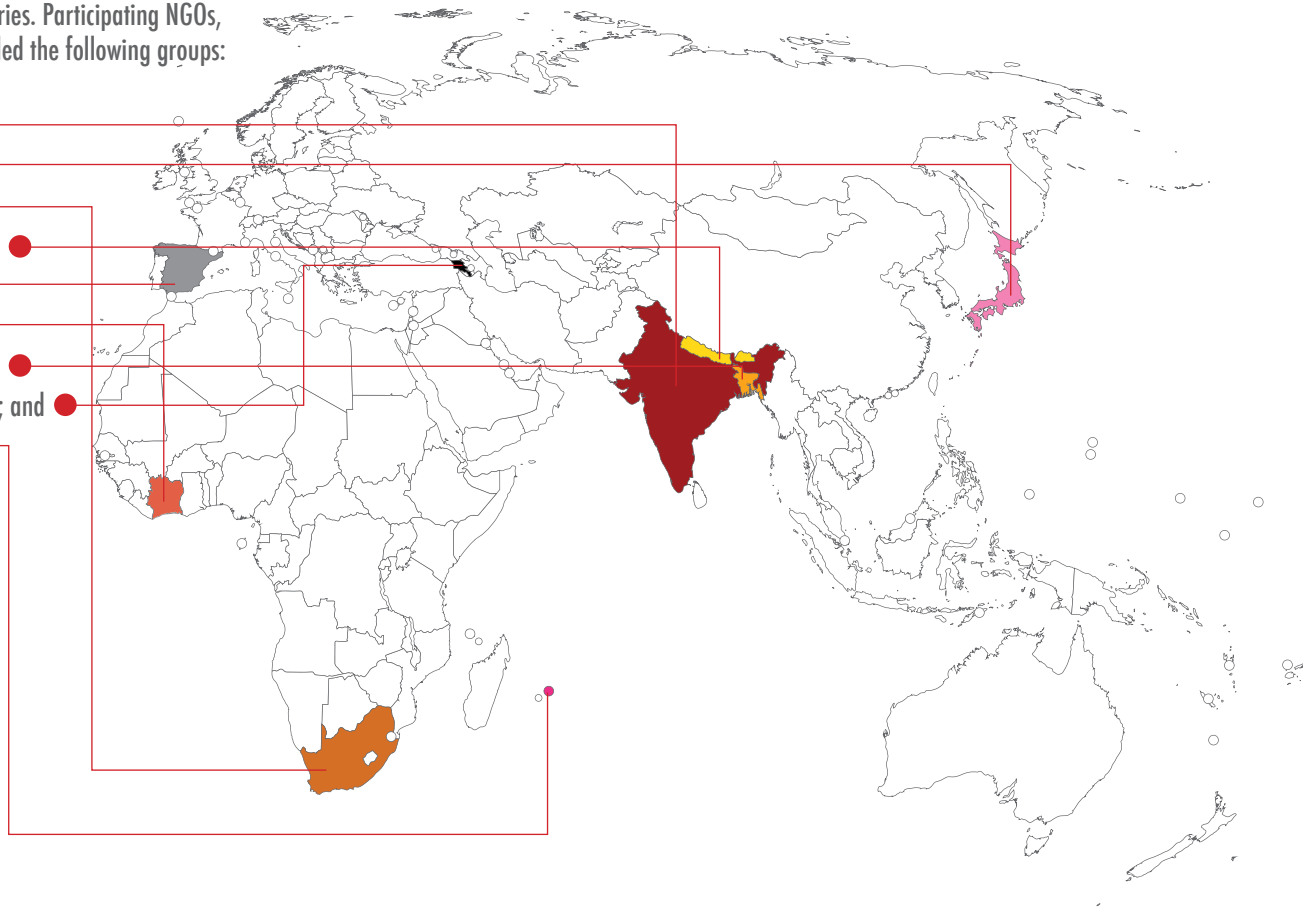 ries. Participating NGOs,
led the following groups:
; and